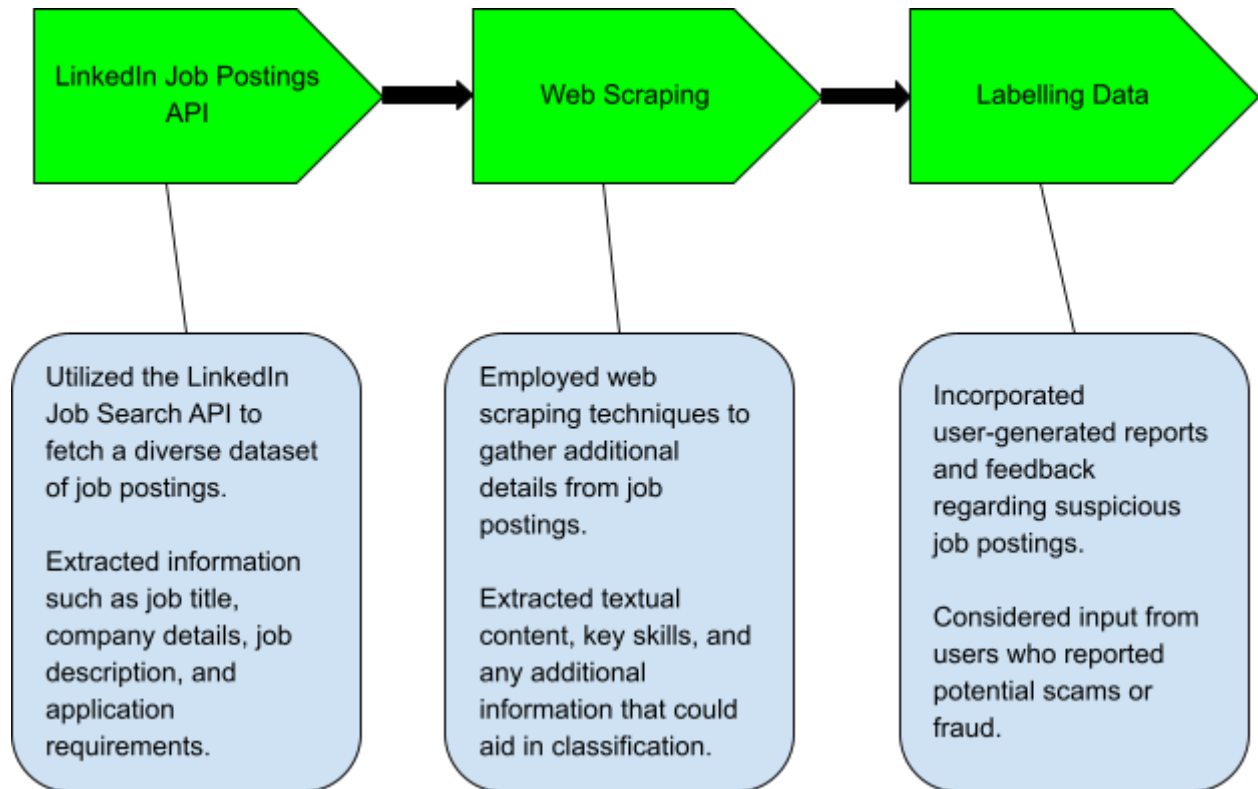 LinkedIn Job Postings
API
Web Scraping
Labelling Data
Utilized the LinkedIn
Job Search API to
fetch a diverse dataset
of job postings.
Extracted information
such as job title,
company details, job
description, and
application
requirements.
Employed web
scraping techniques to
gather additional
details from job
postings.
Extracted textual
content, key skills, and
any additional
information that could
aid in classification.
Incorporated
user-generated reports
and feedback
regarding suspicious
job postings.
Considered input from
users who reported
potential scams or
fraud.